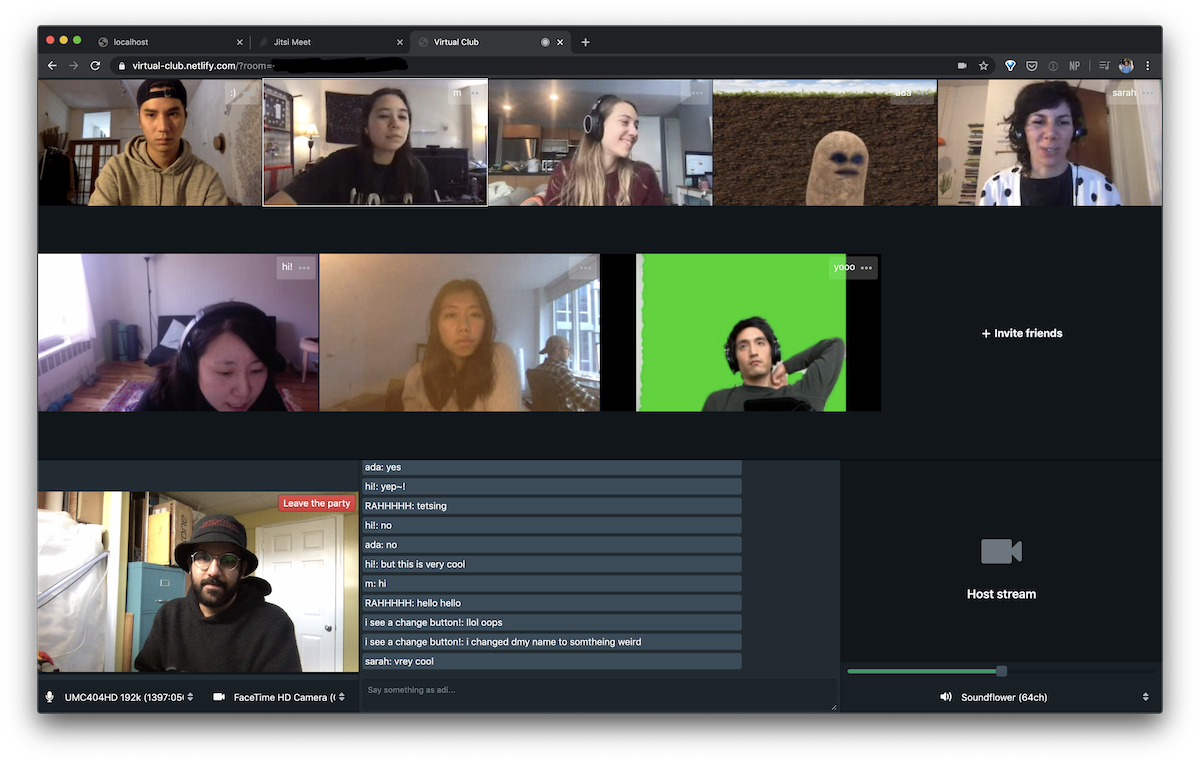 localhost
Jitsi Meet
Virtual Club
virtual-club.netlify.com/?room=
NP
:)
m
ada
sarah
hi!
yooo
+ Invite friends
Leave the party
ada: yes
hi!: yep~!
RAHHHHH: tetsing
hi!: no
ada: no
hi!: but this is very cool
m: hi
RAHHHHH: hello hello
i see a change button!: llol oops
i see a change button!: i changed dmy name to somtheing weird
sarah: vrey cool
Say something as adi...
Host stream
UMC404HD 192k (1397:05
FaceTime HD Camera (
Soundflower (64ch)